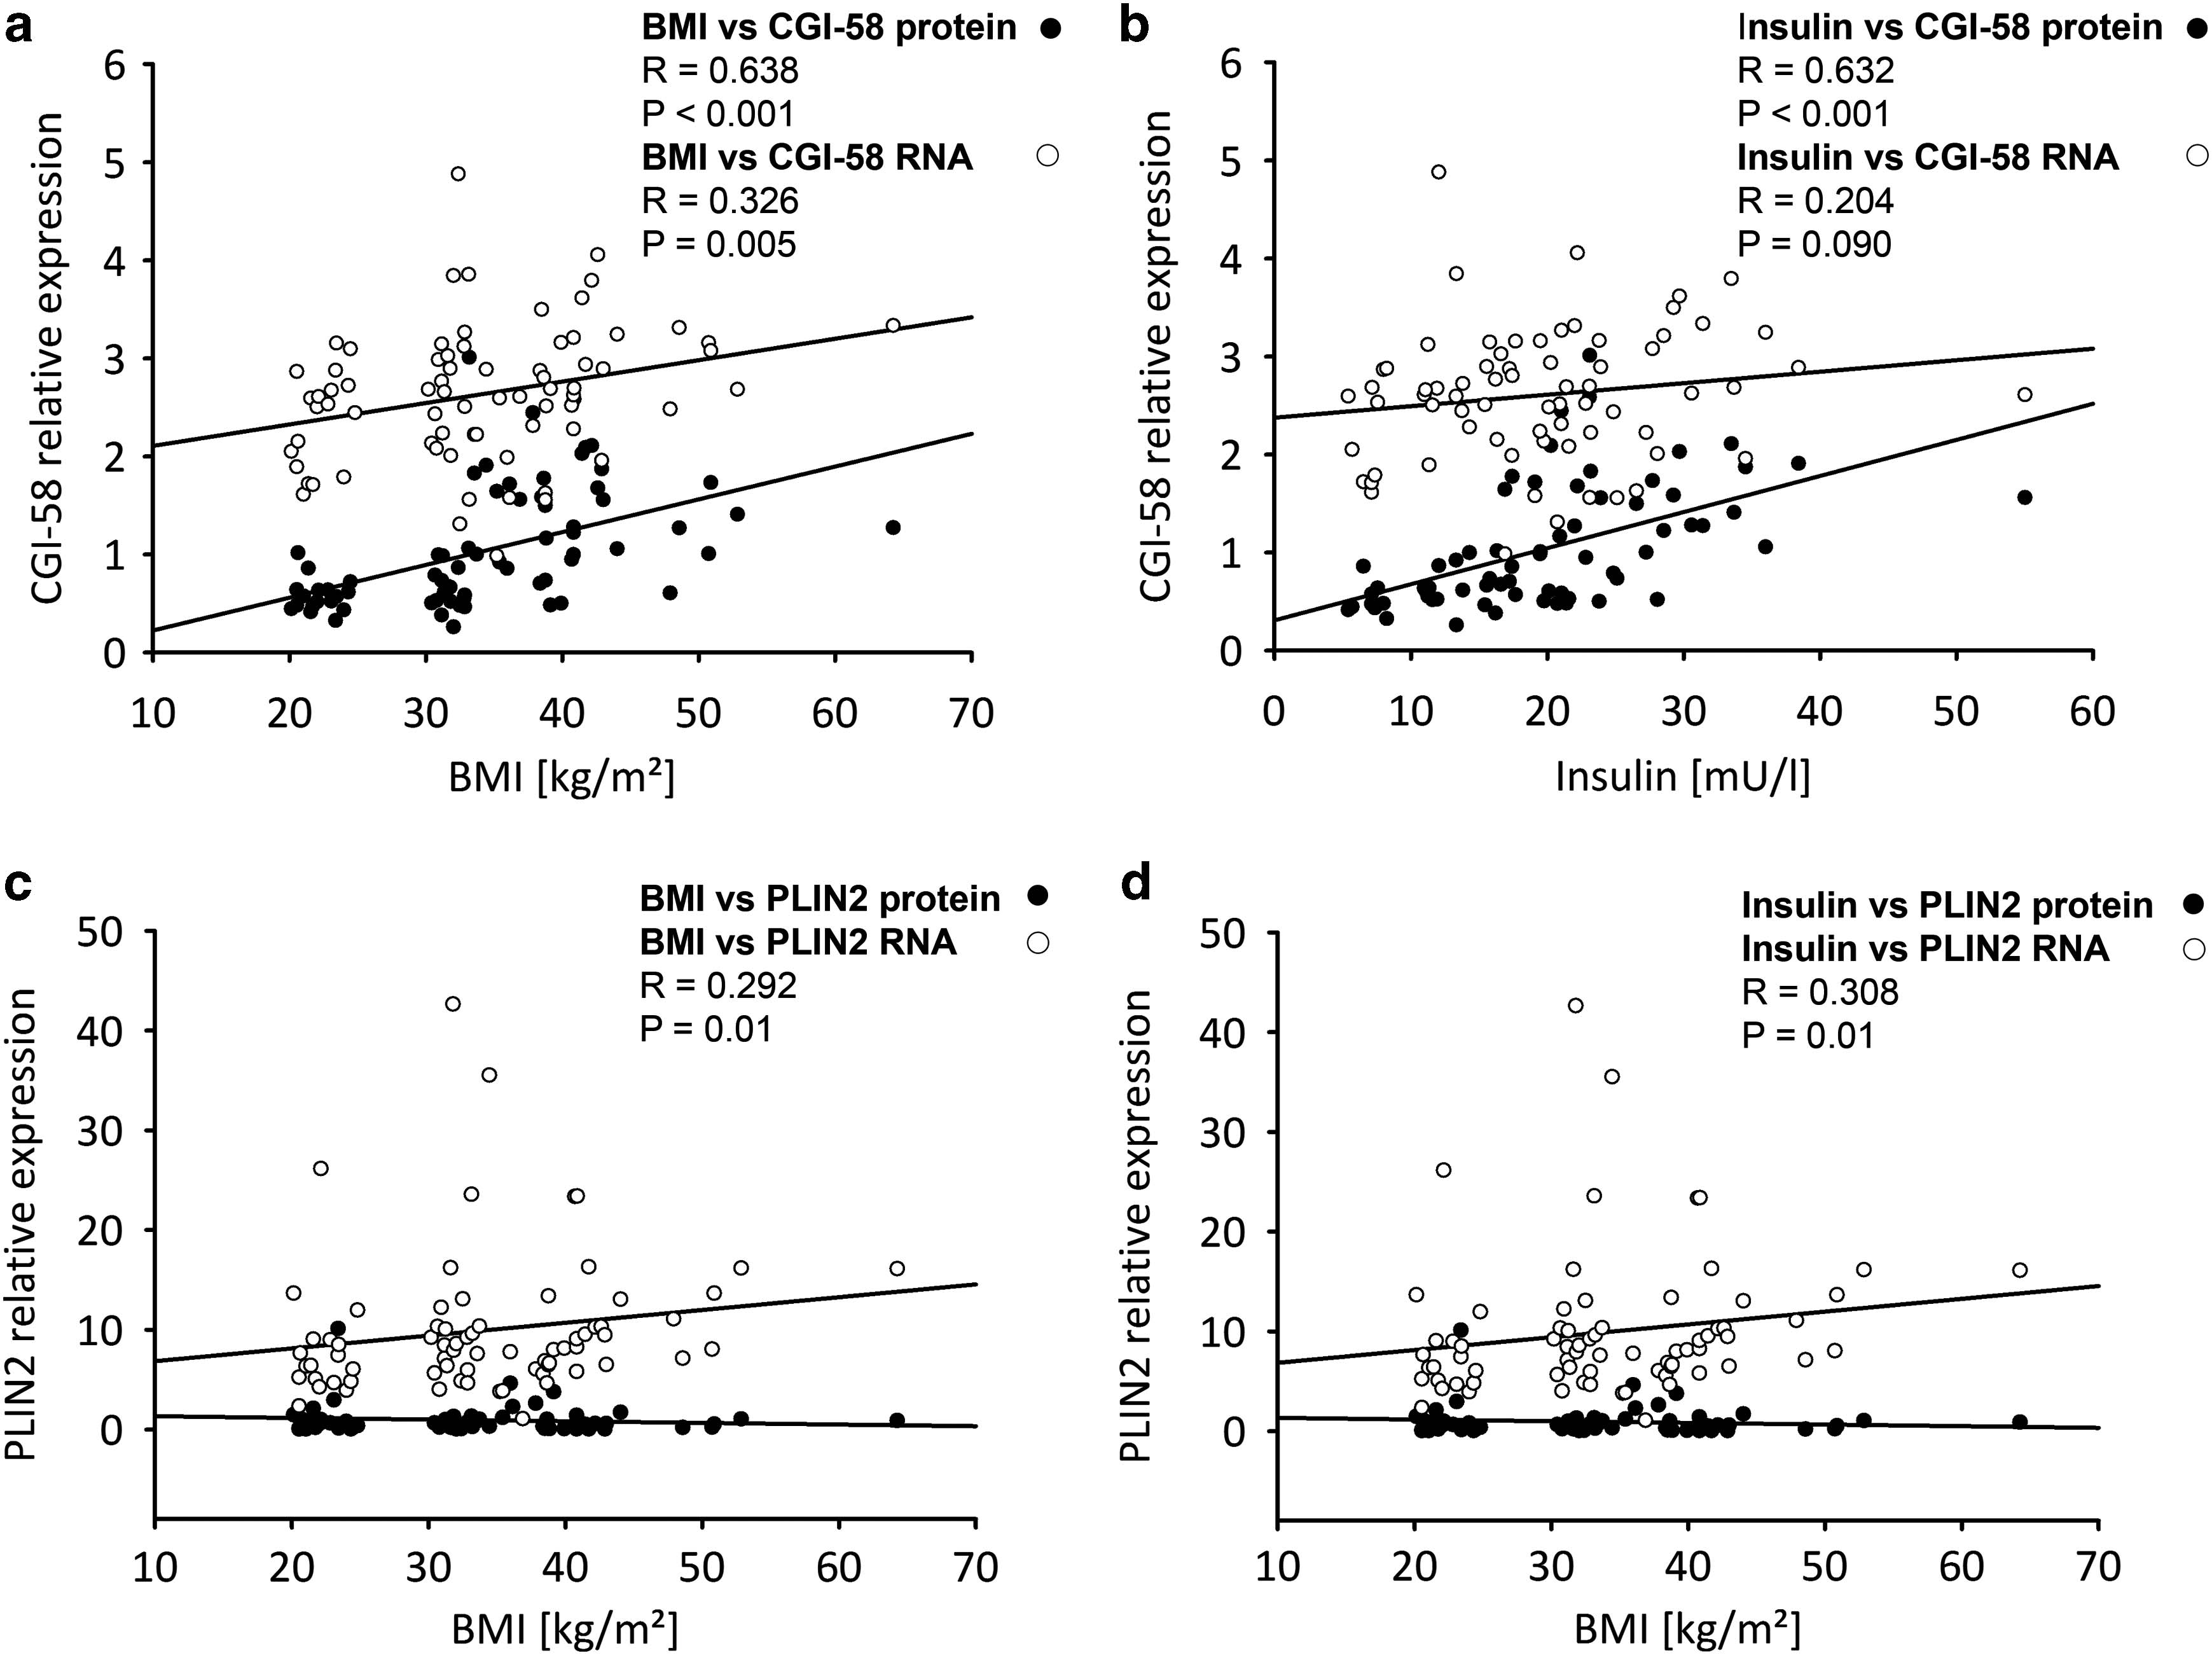 a
BMI vs CGI-58 protein
R = 0.638
P < 0.001
BMI vs CGI-58 RNA
R = 0.326
P = 0.005
CGI-58 relative expression
6
5
4
3
2
1
0
10 20 30 40 50 60 70
BMI [kg/m²]
b
Insulin vs CGI-58 protein
R = 0.632
P < 0.001
Insulin vs CGI-58 RNA
R = 0.204
P = 0.090
CGI-58 relative expression
6
5
4
3
2
1
0
0 10 20 30 40 50 60
Insulin [mU/l]
c
BMI vs PLIN2 protein
BMI vs PLIN2 RNA
R = 0.292
P = 0.01
PLIN2 relative expression
50
40
30
20
10
0
10 20 30 40 50 60 70
BMI [kg/m²]
d
Insulin vs PLIN2 protein
Insulin vs PLIN2 RNA
R = 0.308
P = 0.01
PLIN2 relative expression
50
40
30
20
10
0
10 20 30 40 50 60 70
BMI [kg/m²]